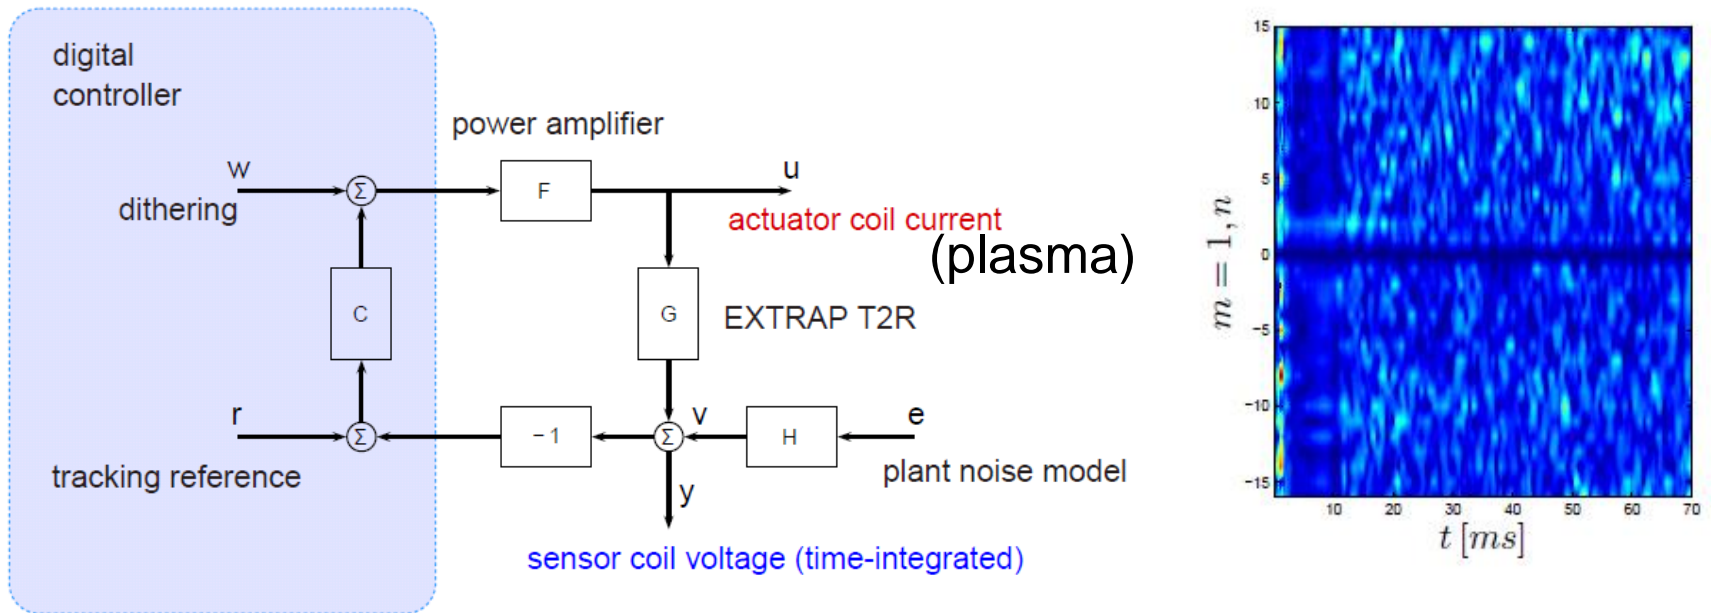 digital
controller
power amplifier
w
Σ
F
u
dithering
actuator coil current
(plasma)
C
G
EXTRAP T2R
r
Σ
−1
Σ
v
H
e
tracking reference
y
plant noise model
sensor coil voltage (time-integrated)
15
10
5
0
−5
−10
−15
m = 1, n
10 20 30 40 50 60 70
t [ms]